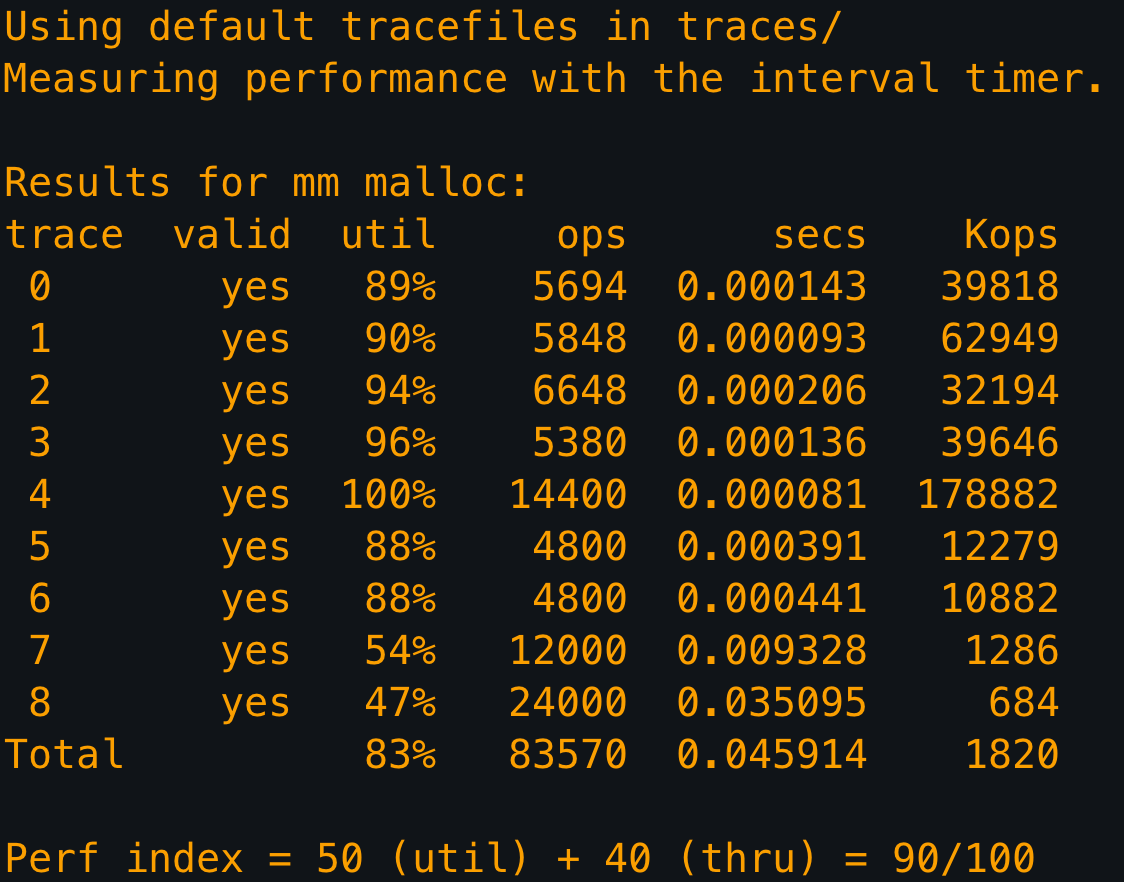 Using default tracefiles in traces/
Measuring performance with the interval timer.

Results for mm malloc:
trace  valid  util     ops      secs    Kops
 0       yes   89%    5694  0.000143   39818
 1       yes   90%    5848  0.000093   62949
 2       yes   94%    6648  0.000206   32194
 3       yes   96%    5380  0.000136   39646
 4       yes  100%   14400  0.000081  178882
 5       yes   88%    4800  0.000391   12279
 6       yes   88%    4800  0.000441   10882
 7       yes   54%   12000  0.009328    1286
 8       yes   47%   24000  0.035095     684
Total          83%   83570  0.045914    1820

Perf index = 50 (util) + 40 (thru) = 90/100